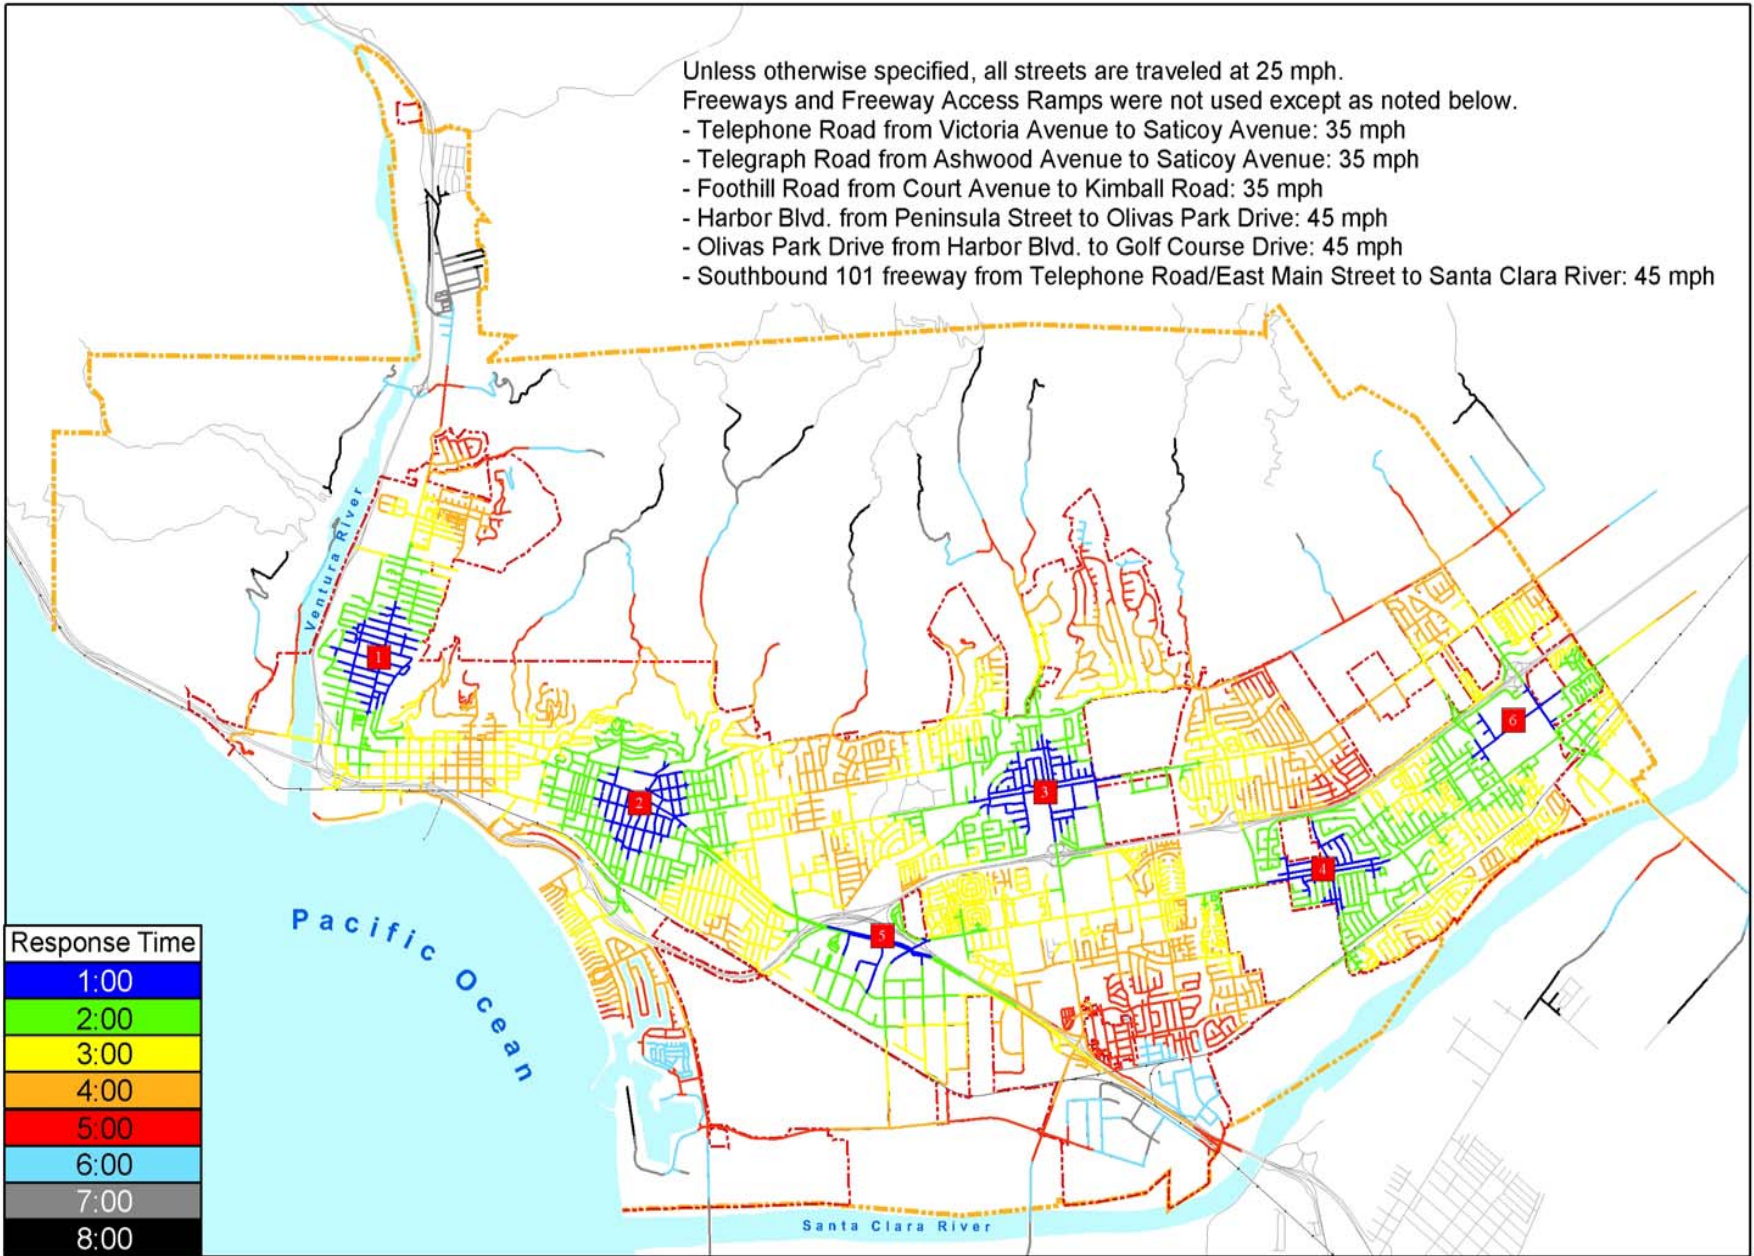 Unless otherwise specified, all streets are traveled at 25 mph.
Freeways and Freeway Access Ramps were not used except as noted below.
- Telephone Road from Victoria Avenue to Saticoy Avenue: 35 mph
- Telegraph Road from Ashwood Avenue to Saticoy Avenue: 35 mph
- Foothill Road from Court Avenue to Kimball Road: 35 mph
- Harbor Blvd. from Peninsula Street to Olivas Park Drive: 45 mph
- Olivas Park Drive from Harbor Blvd. to Golf Course Drive: 45 mph
- Southbound 101 freeway from Telephone Road/East Main Street to Santa Clara River: 45 mph
Ventura River
1
6
2
3
4
5
Pacific Ocean
Response Time
1:00
2:00
3:00
4:00
5:00
6:00
7:00
8:00
Santa Clara River